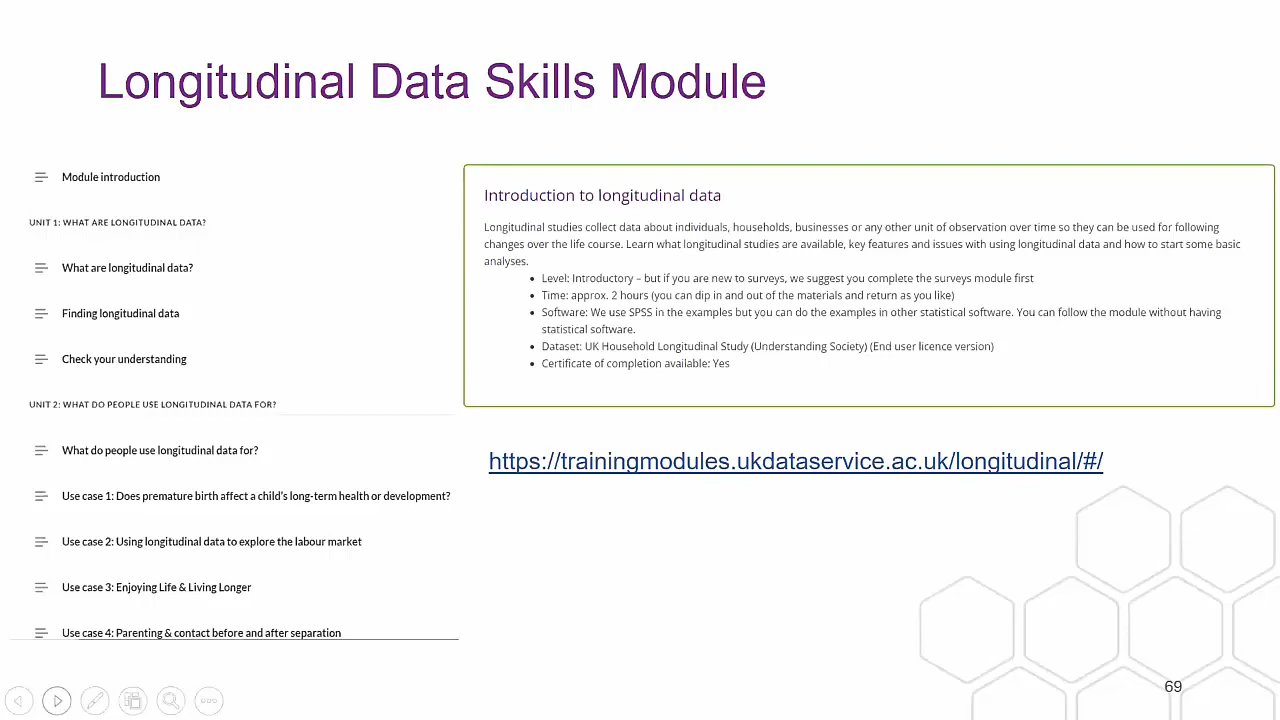 Longitudinal Data Skills Module
Module introduction
UNIT 1: WHAT ARE LONGITUDINAL DATA?
What are longitudinal data?
Finding longitudinal data
Check your understanding
UNIT 2: WHAT DO PEOPLE USE LONGITUDINAL DATA FOR?
What do people use longitudinal data for?
Use case 1: Does premature birth affect a child's long-term health or development?
Use case 2: Using longitudinal data to explore the labour market
Use case 3: Enjoying Life & Living Longer
Use case 4: Parenting & contact before and after separation
Introduction to longitudinal data
Longitudinal studies collect data about individuals, households, businesses or any other unit of observation over time so they can be used for following
changes over the life course. Learn what longitudinal studies are available, key features and issues with using longitudinal data and how to start some basic
analyses.
• Level: Introductory – but if you are new to surveys, we suggest you complete the surveys module first
• Time: approx. 2 hours (you can dip in and out of the materials and return as you like)
• Software: We use SPSS in the examples but you can do the examples in other statistical software. You can follow the module without having
statistical software.
• Dataset: UK Household Longitudinal Study (Understanding Society) (End user licence version)
• Certificate of completion available: Yes
https://trainingmodules.ukdataservice.ac.uk/longitudinal/#/
69